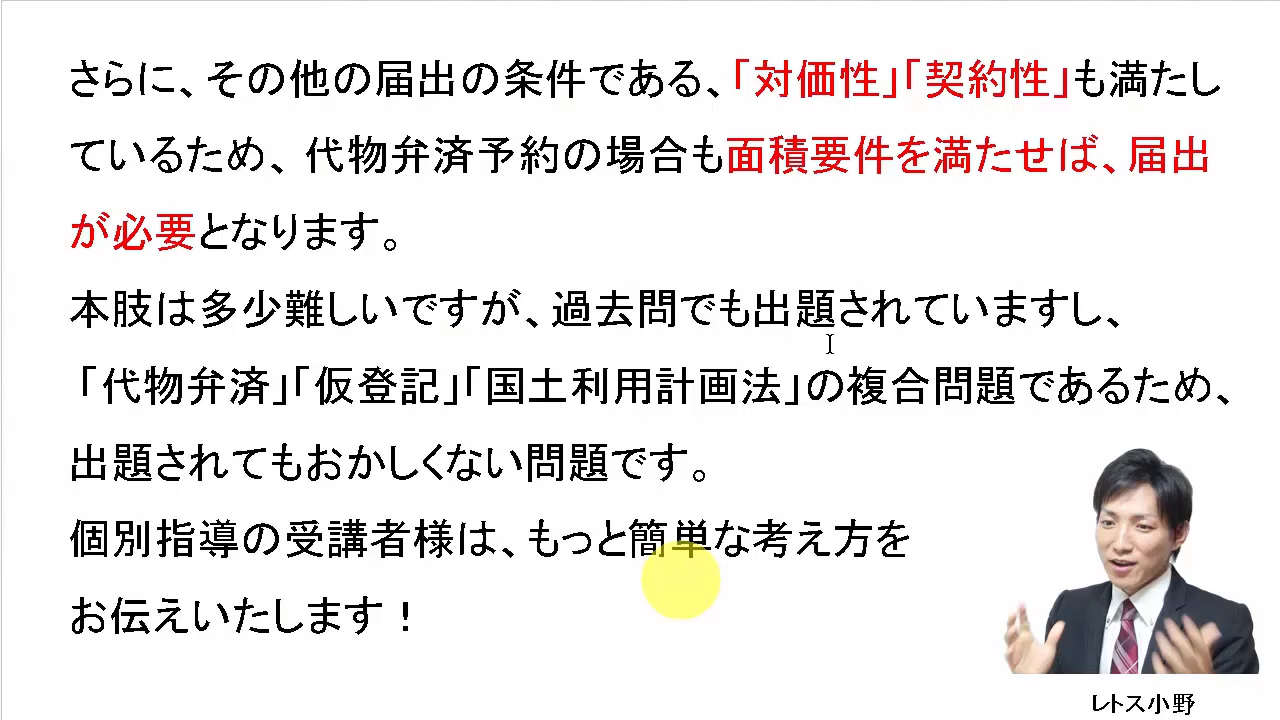 さらに、その他の届出の条件である、「対価性」「契約性」も満たし
ているため、代物弁済予約の場合も面積要件を満たせば、届出
が必要となります。
本肢は多少難しいですが、過去問でも出題されていますし、
「代物弁済」「仮登記」「国土利用計画法」の複合問題であるため、
出題されてもおかしくない問題です。
個別指導の受講者様は、もっと簡単な考え方を
お伝えいたします！
レトス小野